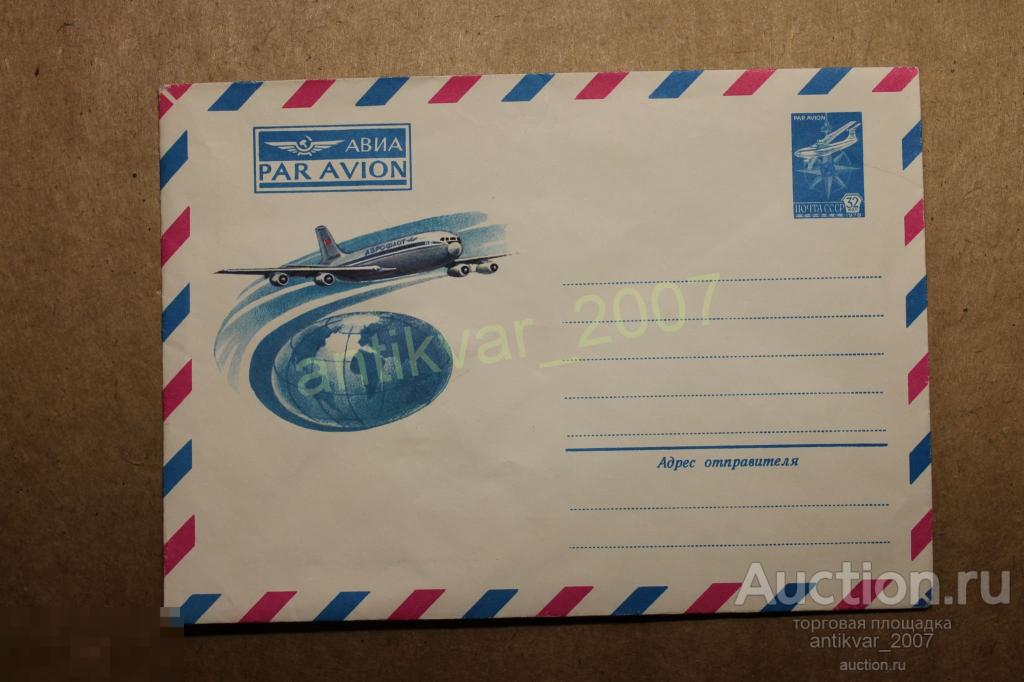 АВИА
PAR AVION
PAR AVION
ПОЧТА СССР
32
АЭРОФЛОТ
antikvar_2007
Адрес отправителя
Auction.ru
торговая площадка
antikvar_2007
auction.ru